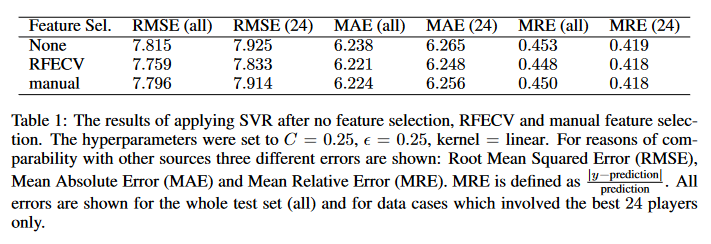 Feature Sel. RMSE (all) RMSE (24) MAE (all) MAE (24) MRE (all) MRE (24)
None 7.815 7.925 6.238 6.265 0.453 0.419
RFECV 7.759 7.833 6.221 6.248 0.448 0.418
manual 7.796 7.914 6.224 6.256 0.450 0.418
Table 1: The results of applying SVR after no feature selection, RFECV and manual feature selec-
tion. The hyperparameters were set to C = 0.25, ϵ = 0.25, kernel = linear. For reasons of com-
parability with other sources three different errors are shown: Root Mean Squared Error (RMSE),
Mean Absolute Error (MAE) and Mean Relative Error (MRE). MRE is defined as |y−prediction| / prediction. All
errors are shown for the whole test set (all) and for data cases which involved the best 24 players
only.